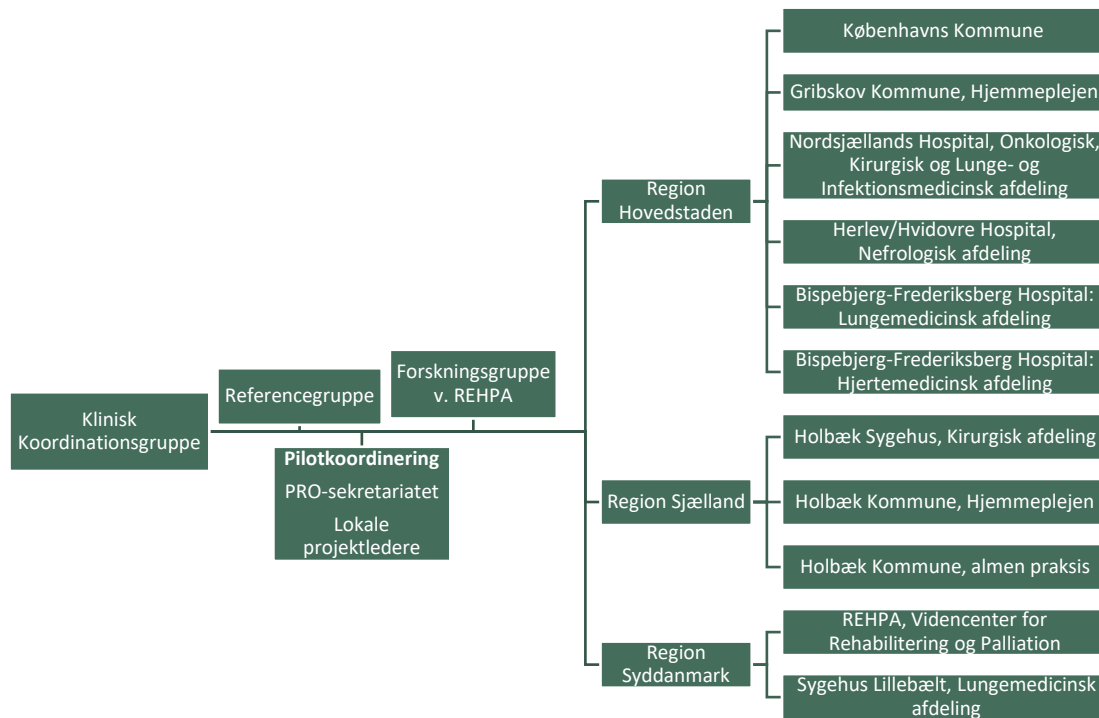 Klinisk
Koordinationsgruppe
Referencegruppe
Forskningsgruppe
v. REHPA
Pilotkoordinering
PRO-sekretariatet
Lokale
projektledere
Region
Hovedstaden
Københavns Kommune
Gribskov Kommune, Hjemmeplejen
Nordsjællands Hospital, Onkologisk,
Kirurgisk og Lunge- og
Infektionsmedicinsk afdeling
Herlev/Hvidovre Hospital,
Nefrologisk afdeling
Bispebjerg-Frederiksberg Hospital:
Lungemedicinsk afdeling
Bispebjerg-Frederiksberg Hospital:
Hjertemedicinsk afdeling
Region Sjælland
Holbæk Sygehus, Kirurgisk afdeling
Holbæk Kommune, Hjemmeplejen
Holbæk Kommune, almen praksis
Region
Syddanmark
REHPA, Videncenter for
Rehabilitering og Palliation
Sygehus Lillebælt, Lungemedicinsk
afdeling